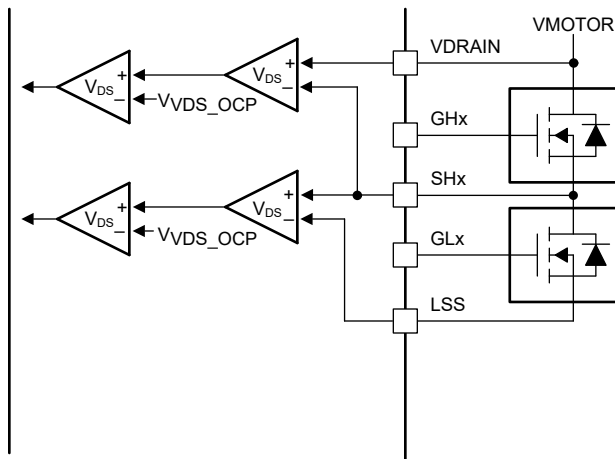 VMOTOR
VDRAIN
+
VDS
−
VVDS_OCP
+
VDS
−
GHx
SHx
+
VDS
−
VVDS_OCP
+
VDS
−
GLx
LSS